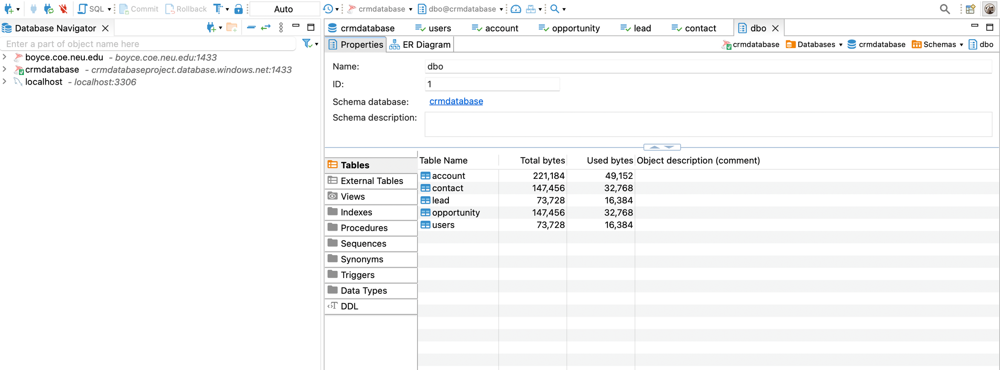 SQL Commit Rollback Auto crmdatabase dbo@crmdatabase
Database Navigator
crmdatabase users account opportunity lead contact dbo
Enter a part of object name here
Properties ER Diagram crmdatabase Databases crmdatabase Schemas dbo
boyce.coe.neu.edu - boyce.coe.neu.edu:1433
crmdatabase - crmdatabaseproject.database.windows.net:1433
localhost - localhost:3306
Name: dbo
ID: 1
Schema database: crmdatabase
Schema description:
Tables
External Tables
Views
Indexes
Procedures
Sequences
Synonyms
Triggers
Data Types
DDL
Table Name Total bytes Used bytes Object description (comment)
account 221,184 49,152
contact 147,456 32,768
lead 73,728 16,384
opportunity 147,456 32,768
users 73,728 16,384